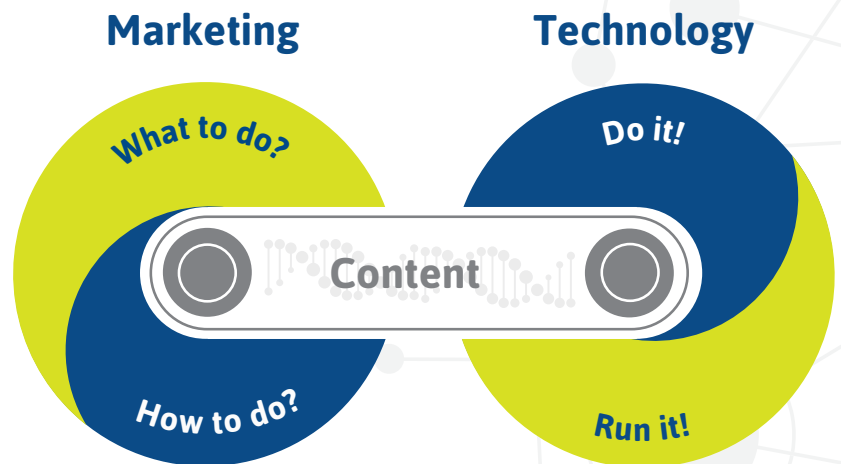 Marketing
Technology
What to do?
Do it!
Content
How to do?
Run it!